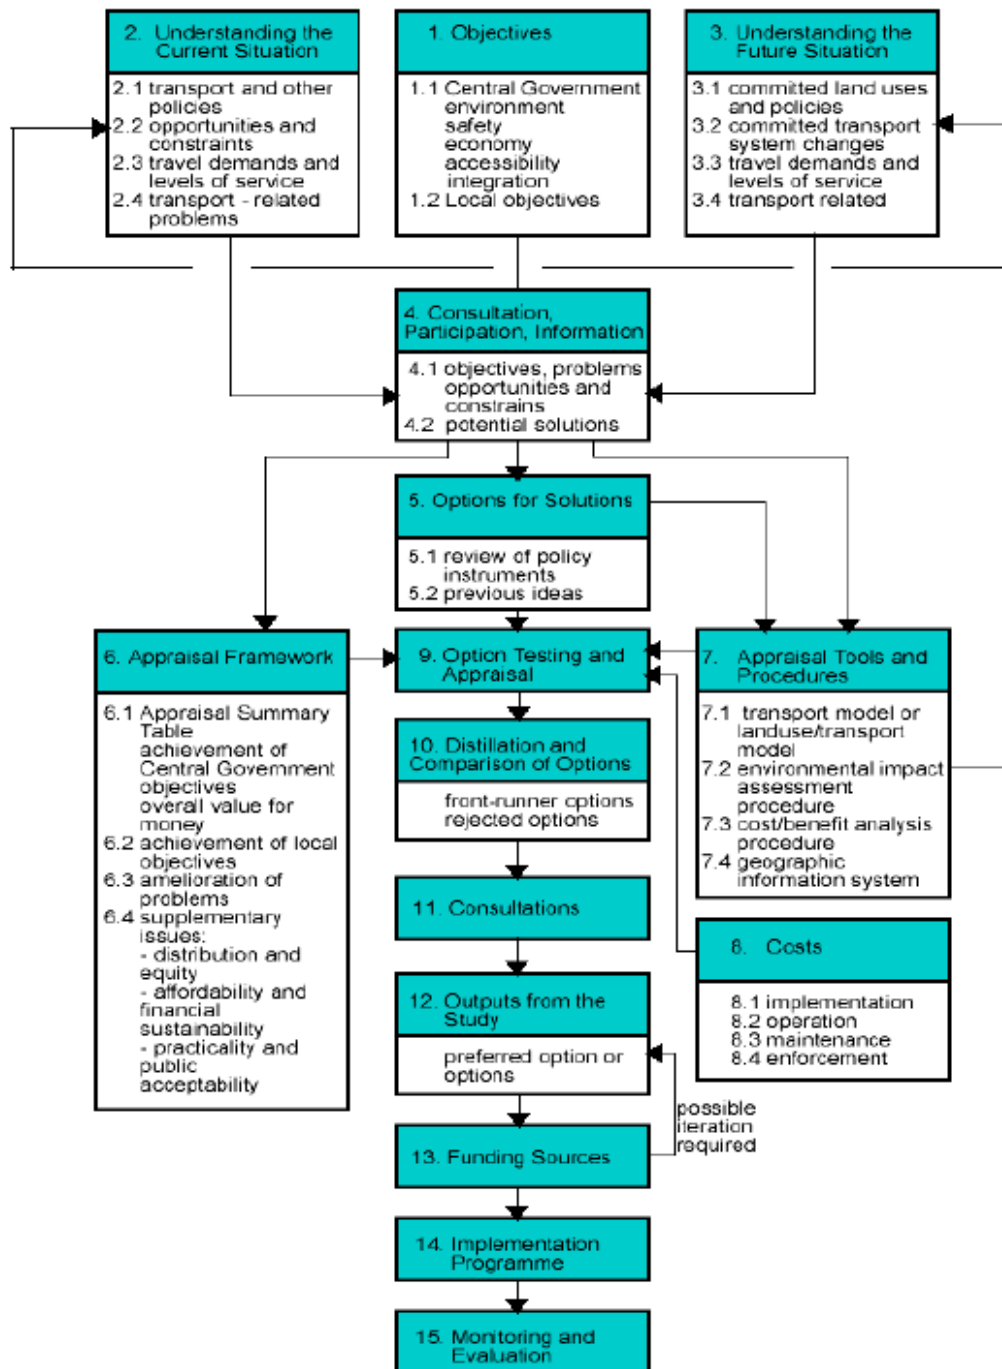 2. Understanding the
Current Situation
2.1 transport and other
policies
2.2 opportunities and
constraints
2.3 travel demands and
levels of service
2.4 transport - related
problems
1. Objectives
1.1 Central Government
environment
safety
economy
accessibility
integration
1.2 Local objectives
3. Understanding the
Future Situation
3.1 committed land uses
and policies
3.2 committed transport
system changes
3.3 travel demands and
levels of service
3.4 transport related
4. Consultation,
Participation, Information
4.1 objectives, problems
opportunities and
constrains
4.2 potential solutions
5. Options for Solutions
5.1 review of policy
instruments
5.2 previous ideas
6. Appraisal Framework
6.1 Appraisal Summary
Table
achievement of
Central Government
objectives
overall value for
money
6.2 achievement of local
objectives
6.3 amelioration of
problems
6.4 supplementary
issues:
- distribution and
equity
- affordability and
financial
sustainability
- practicality and
public
acceptability
9. Option Testing and
Appraisal
7. Appraisal Tools and
Procedures
7.1 transport model or
landuse/transport
model
7.2 environmental impact
assessment
procedure
7.3 cost/benefit analysis
procedure
7.4 geographic
information system
10. Distillation and
Comparison of Options
front-runner options
rejected options
11. Consultations
8. Costs
8.1 implementation
8.2 operation
8.3 maintenance
8.4 enforcement
12. Outputs from the
Study
preferred option or
options
possible
iteration
required
13. Funding Sources
14. Implementation
Programme
15. Monitoring and
Evaluation